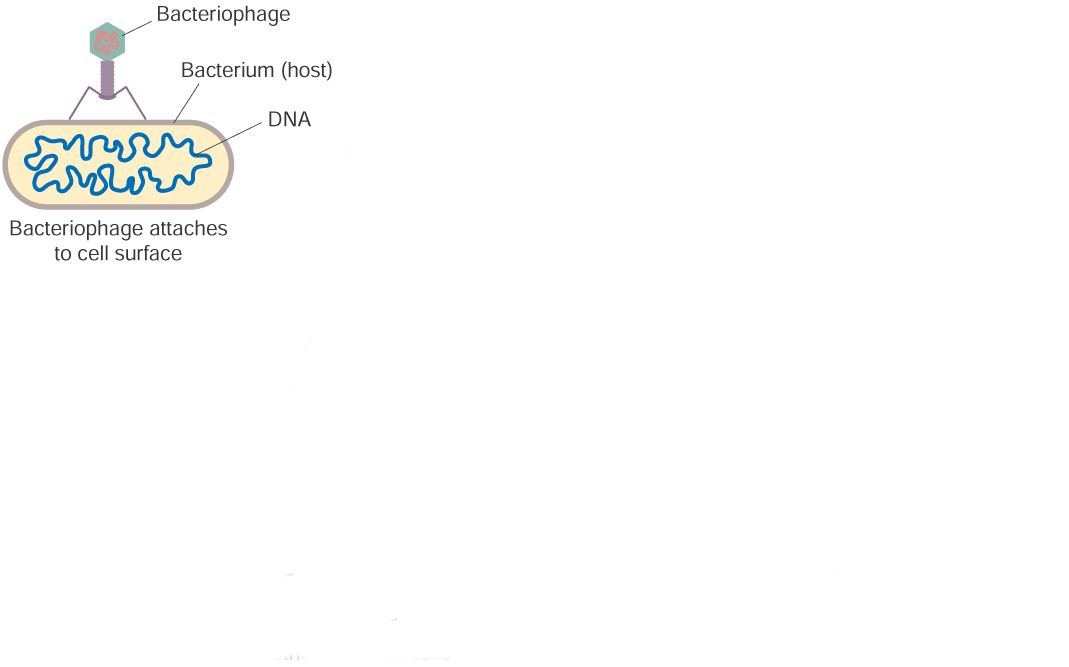 Bacteriophage
Bacterium (host)
DNA
Bacteriophage attaches
to cell surface